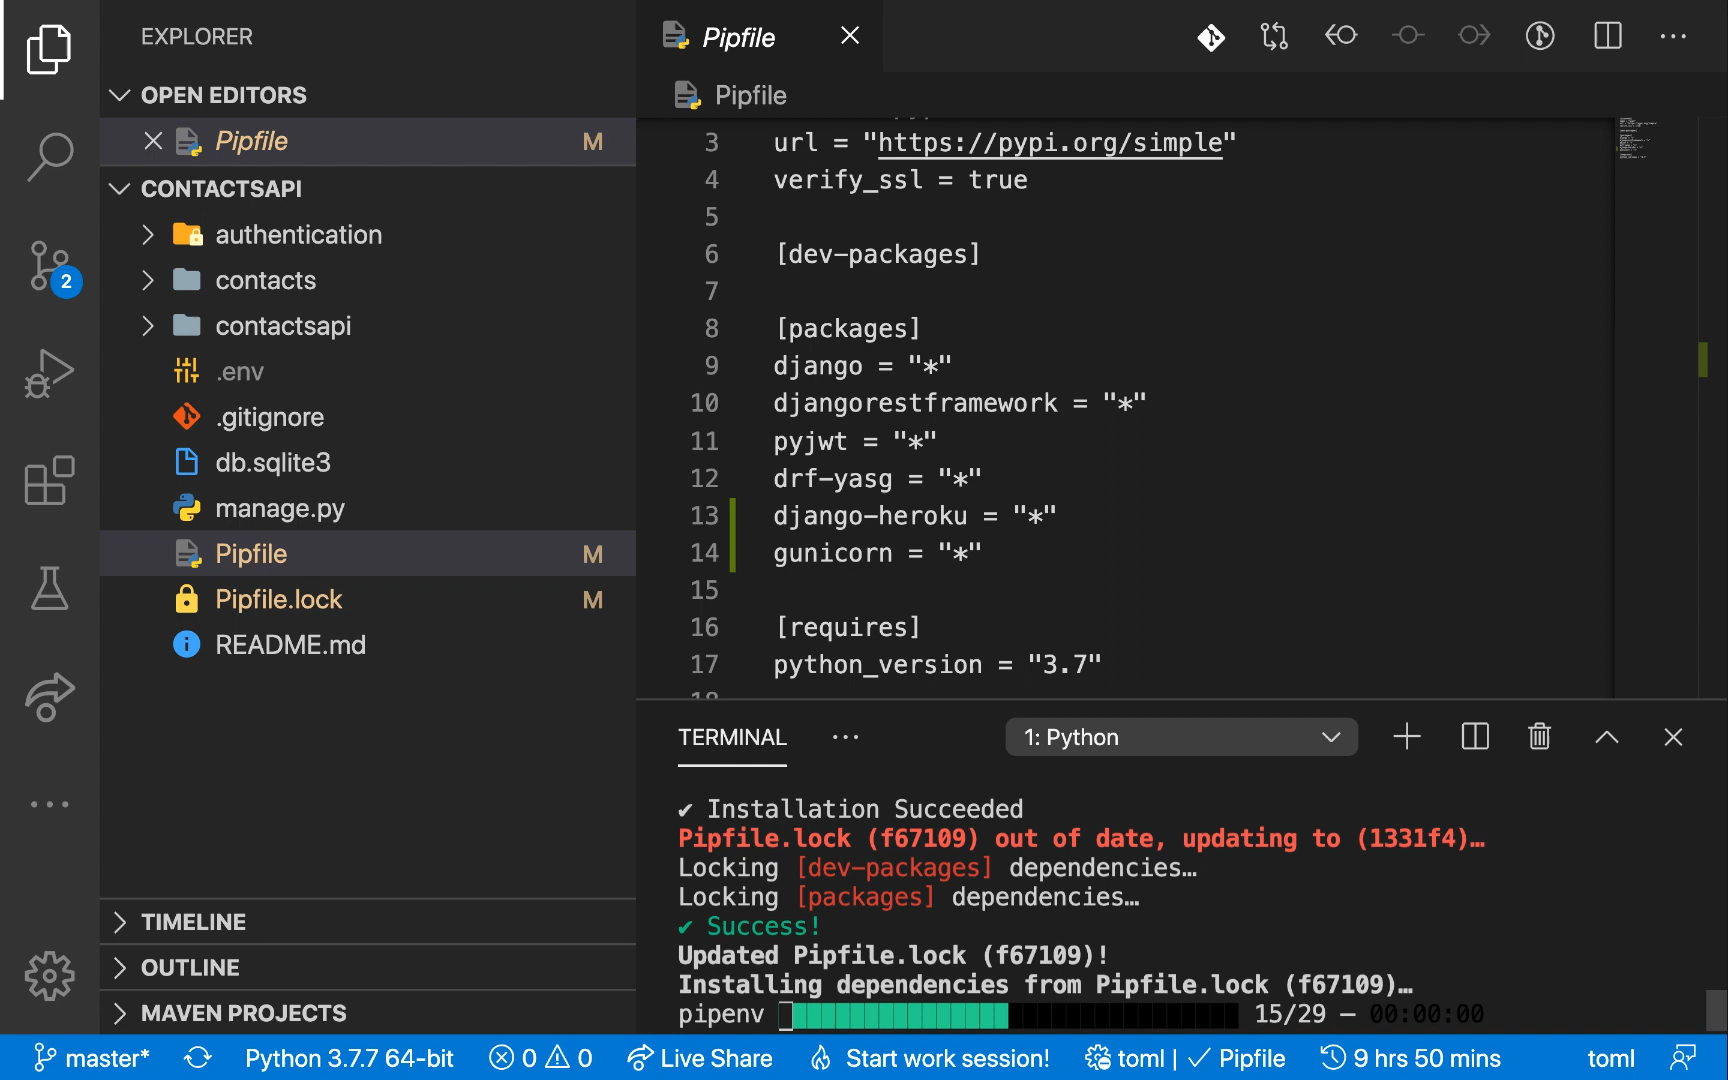 EXPLORER
OPEN EDITORS
Pipfile M
CONTACTSAPI
authentication
contacts
contactsapi
.env
.gitignore
db.sqlite3
manage.py
Pipfile M
Pipfile.lock M
README.md
TIMELINE
OUTLINE
MAVEN PROJECTS
2
Pipfile
Pipfile
3 url = "https://pypi.org/simple"
4 verify_ssl = true
5
6 [dev-packages]
7
8 [packages]
9 django = "*"
10 djangorestframework = "*"
11 pyjwt = "*"
12 drf-yasg = "*"
13 django-heroku = "*"
14 gunicorn = "*"
15
16 [requires]
17 python_version = "3.7"
18
TERMINAL ··· 1: Python
✔ Installation Succeeded
Pipfile.lock (f67109) out of date, updating to (1331f4)…
Locking [dev-packages] dependencies…
Locking [packages] dependencies…
✔ Success!
Updated Pipfile.lock (f67109)!
Installing dependencies from Pipfile.lock (f67109)…
pipenv 15/29 — 00:00:00
master* Python 3.7.7 64-bit 0 0 Live Share Start work session! toml | ✓ Pipfile 9 hrs 50 mins toml